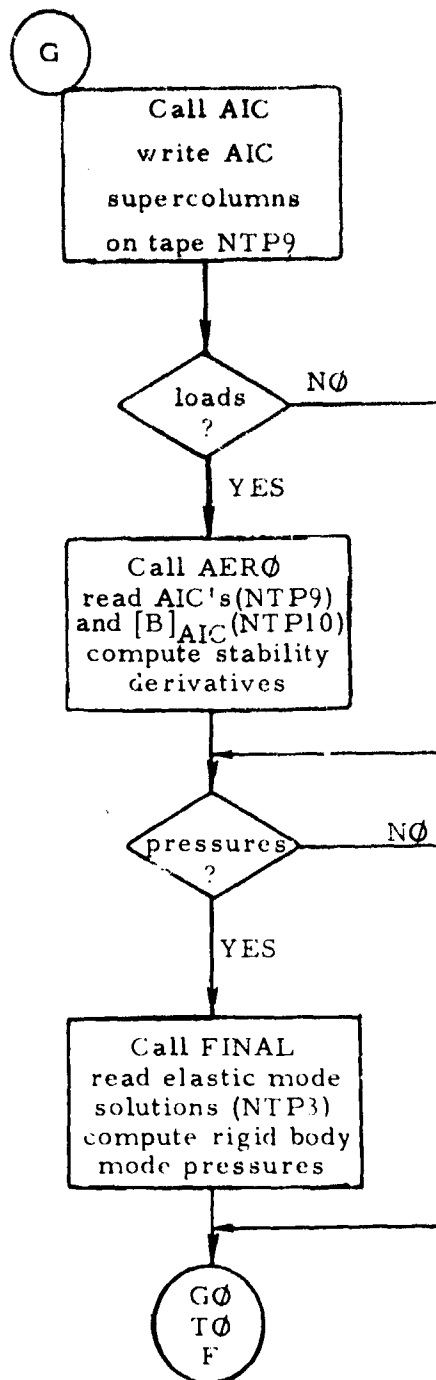 G
Call AIC
write AIC
supercolumns
on tape NTP9
loads
?
NØ
YES
Call AERØ
read AIC's(NTP9)
and [B]AIC(NTP10)
compute stability
derivatives
pressures
?
NØ
YES
Call FINAL
read elastic mode
solutions (NTP3)
compute rigid body
mode pressures
GØ
TØ
F